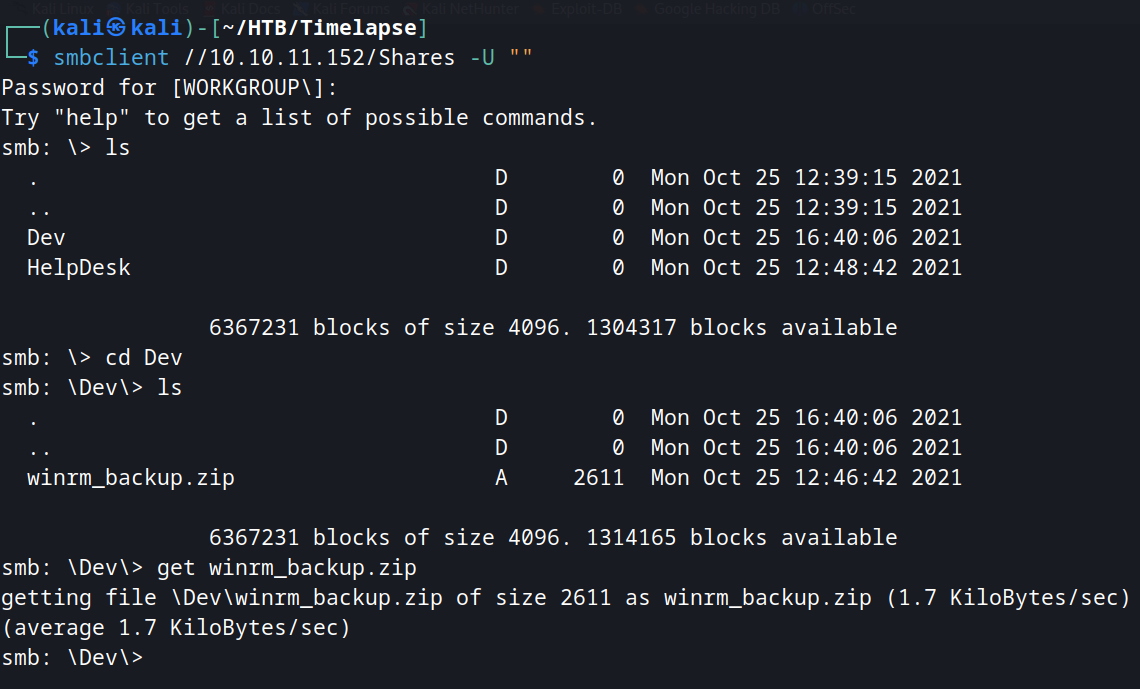 Kali Linux Kali Tools Kali Docs Kali Forums Kali NetHunter Exploit-DB Google Hacking DB OffSec
┌──(kali㉿kali)-[~/HTB/Timelapse]
└─$ smbclient //10.10.11.152/Shares -U ""
Password for [WORKGROUP\]:
Try "help" to get a list of possible commands.
smb: \> ls
  .                                   D        0  Mon Oct 25 12:39:15 2021
  ..                                  D        0  Mon Oct 25 12:39:15 2021
  Dev                                 D        0  Mon Oct 25 16:40:06 2021
  HelpDesk                            D        0  Mon Oct 25 12:48:42 2021
                6367231 blocks of size 4096. 1304317 blocks available
smb: \> cd Dev
smb: \Dev\> ls
  .                                   D        0  Mon Oct 25 16:40:06 2021
  ..                                  D        0  Mon Oct 25 16:40:06 2021
  winrm_backup.zip                    A     2611  Mon Oct 25 12:46:42 2021
                6367231 blocks of size 4096. 1314165 blocks available
smb: \Dev\> get winrm_backup.zip
getting file \Dev\winrm_backup.zip of size 2611 as winrm_backup.zip (1.7 KiloBytes/sec)
(average 1.7 KiloBytes/sec)
smb: \Dev\>